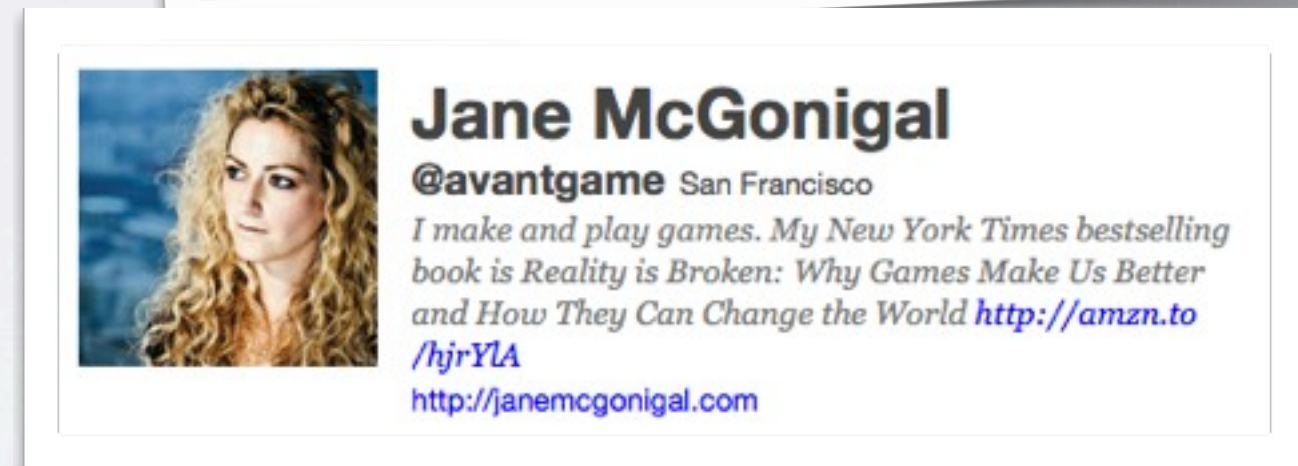 Jane McGonigal
@avantgame San Francisco
I make and play games. My New York Times bestselling
book is Reality is Broken: Why Games Make Us Better
and How They Can Change the World http://amzn.to
/hjrYlA
http://janemcgonigal.com